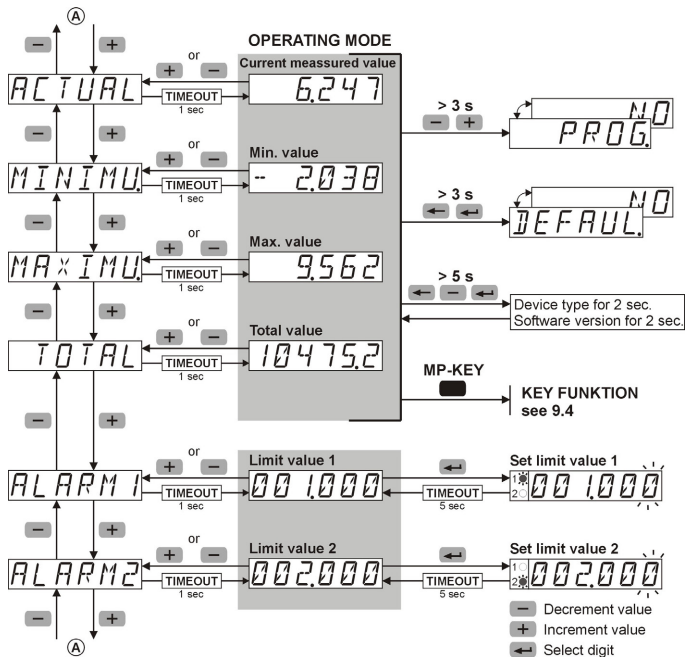 A
OPERATING MODE
− +
+ or −
Current meassured value
ACTUAL
TIMEOUT
1 sec
6.247
> 3 s
− +
NO
PROG.
− +
+ or −
Min. value
MINIMU.
TIMEOUT
1 sec
- 2.038
> 3 s
NO
DEFAUL.
− +
+ or −
Max. value
MAXIMU.
TIMEOUT
1 sec
9.562
> 5 s
−
Device type for 2 sec.
Software version for 2 sec.
− +
+ or −
Total value
TOTAL
TIMEOUT
1 sec
10475.2
MP-KEY
KEY FUNKTION
see 9.4
− +
+ or −
Limit value 1
Set limit value 1
ALARM1
TIMEOUT
1 sec
001.000
TIMEOUT
5 sec
1
2
001.000
− +
+ or −
Limit value 2
Set limit value 2
ALARM2
TIMEOUT
1 sec
002.000
TIMEOUT
5 sec
1
2
002.000
− +
− Decrement value
+ Increment value
Select digit
A